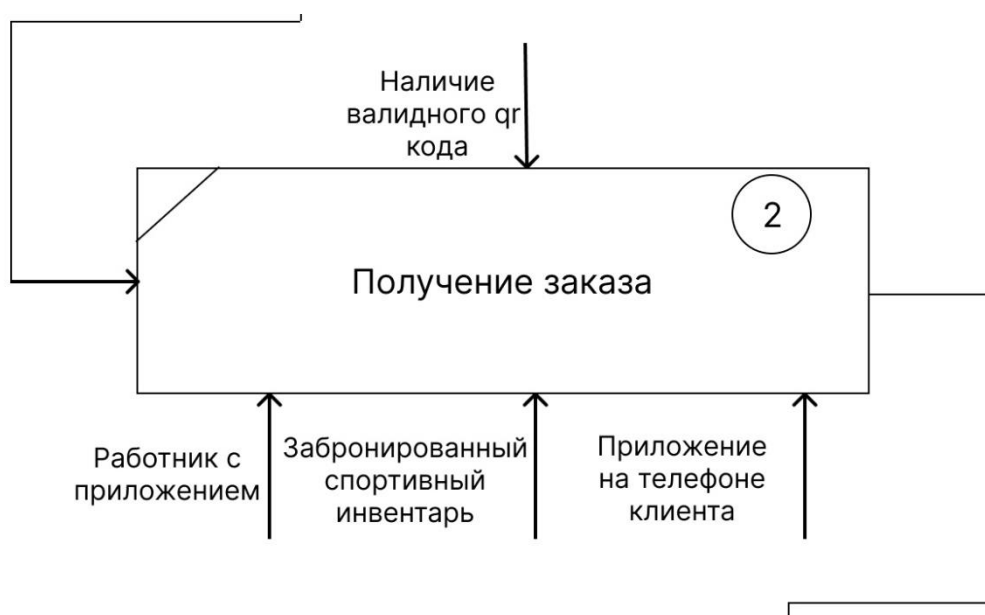 Наличие
валидного qr
кода
2
Получение заказа
Работник с
приложением
Забронированный
спортивный
инвентарь
Приложение
на телефоне
клиента